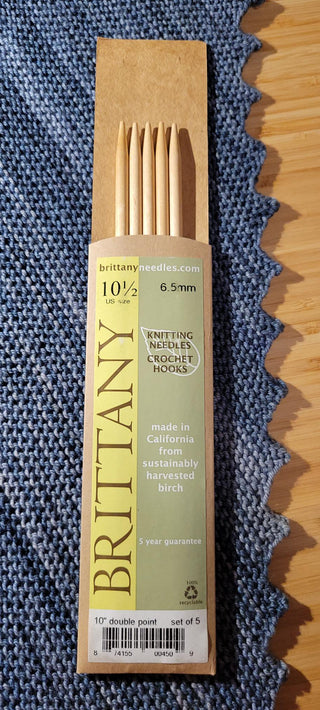 brittanyneedles.com
10½ 6.5mm
US size
KNITTING
NEEDLES
CROCHET
HOOKS
BRITTANY
made in
California
from
sustainably
harvested
birch
5 year guarantee
100%
recyclable
10" double point set of 5
8 74155 00450 9